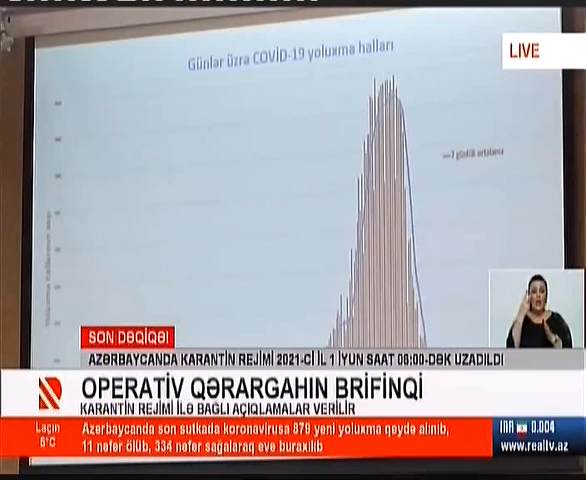 Günlər üzrə COVİD-19 yoluxma halları
LIVE
7 günlük ortalama
SON DƏQİQƏ!
AZƏRBAYCANDA KARANTİN REJİMİ 2021-Cİ İL 1 İYUN SAAT 06:00-DƏK UZADILDI
OPERATİV QƏRARGAHIN BRİFİNQİ
KARANTİN REJİMİ İLƏ BAĞLI AÇIQLAMALAR VERİLİR
Laçın
6°C
Azərbaycanda son sutkada koronavirusa 879 yeni yoluxma qeydə alınıb,
11 nəfər ölüb, 334 nəfər sağalaraq evə buraxılıb
IRR 0.004
www.realtv.az